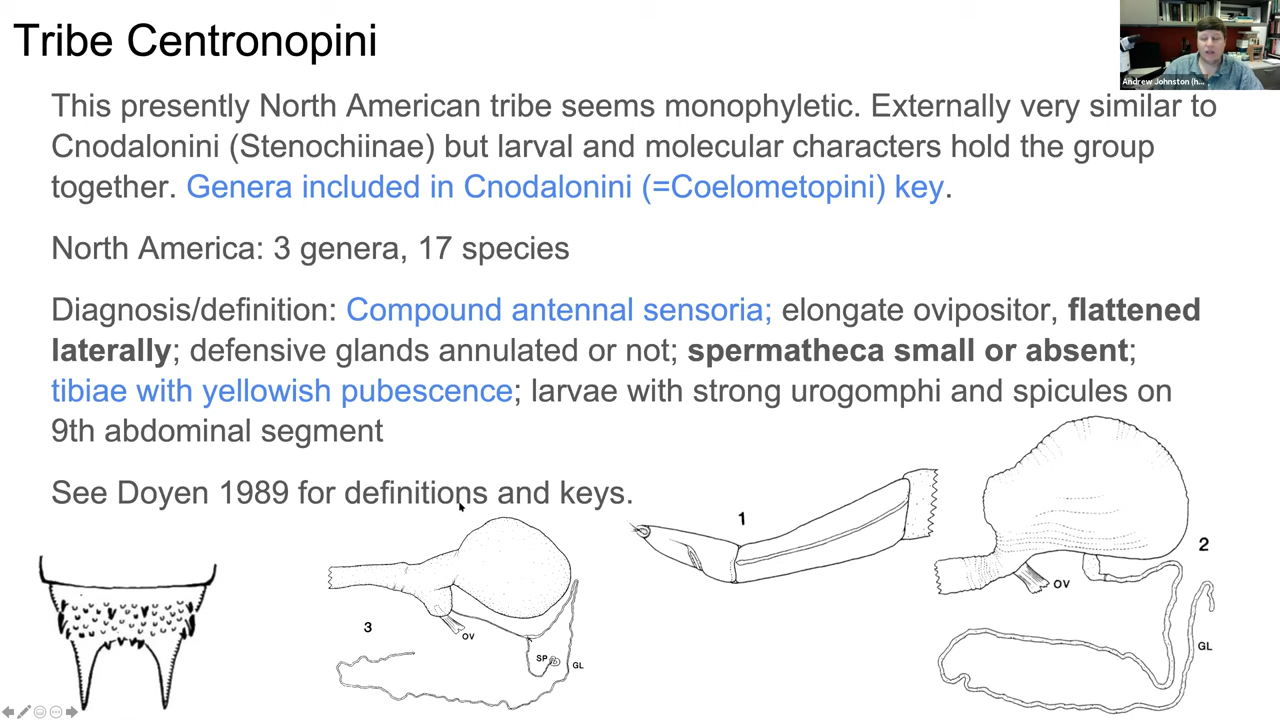 Tribe Centronopini
Andrew Johnston (h...
This presently North American tribe seems monophyletic. Externally very similar to
Cnodalonini (Stenochiinae) but larval and molecular characters hold the group
together. Genera included in Cnodalonini (=Coelometopini) key.
North America: 3 genera, 17 species
Diagnosis/definition: Compound antennal sensoria; elongate ovipositor, flattened
laterally; defensive glands annulated or not; spermatheca small or absent;
tibiae with yellowish pubescence; larvae with strong urogomphi and spicules on
9th abdominal segment
See Doyen 1989 for definitions and keys.
1
2
OV
3
OV
SP
GL
GL